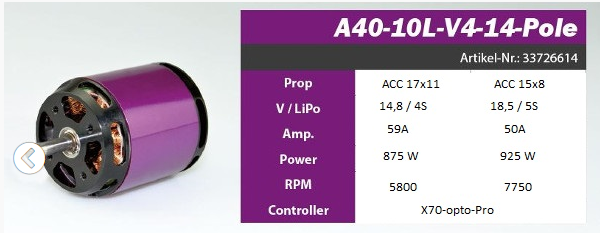 A40-10L-V4-14-Pole
Artikel-Nr.: 33726614
Prop ACC 17x11 ACC 15x8
V / LiPo 14,8 / 4S 18,5 / 5S
Amp. 59A 50A
Power 875 W 925 W
RPM 5800 7750
Controller X70-opto-Pro